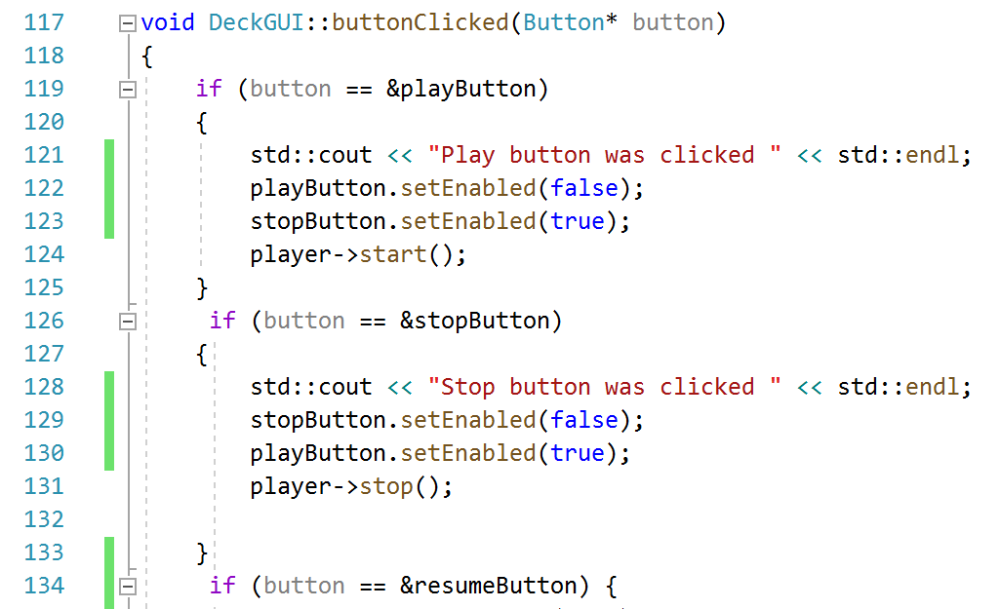 117 void DeckGUI::buttonClicked(Button* button)
118 {
119     if (button == &playButton)
120     {
121         std::cout << "Play button was clicked " << std::endl;
122         playButton.setEnabled(false);
123         stopButton.setEnabled(true);
124         player->start();
125     }
126      if (button == &stopButton)
127     {
128         std::cout << "Stop button was clicked " << std::endl;
129         stopButton.setEnabled(false);
130         playButton.setEnabled(true);
131         player->stop();
132
133     }
134      if (button == &resumeButton) {